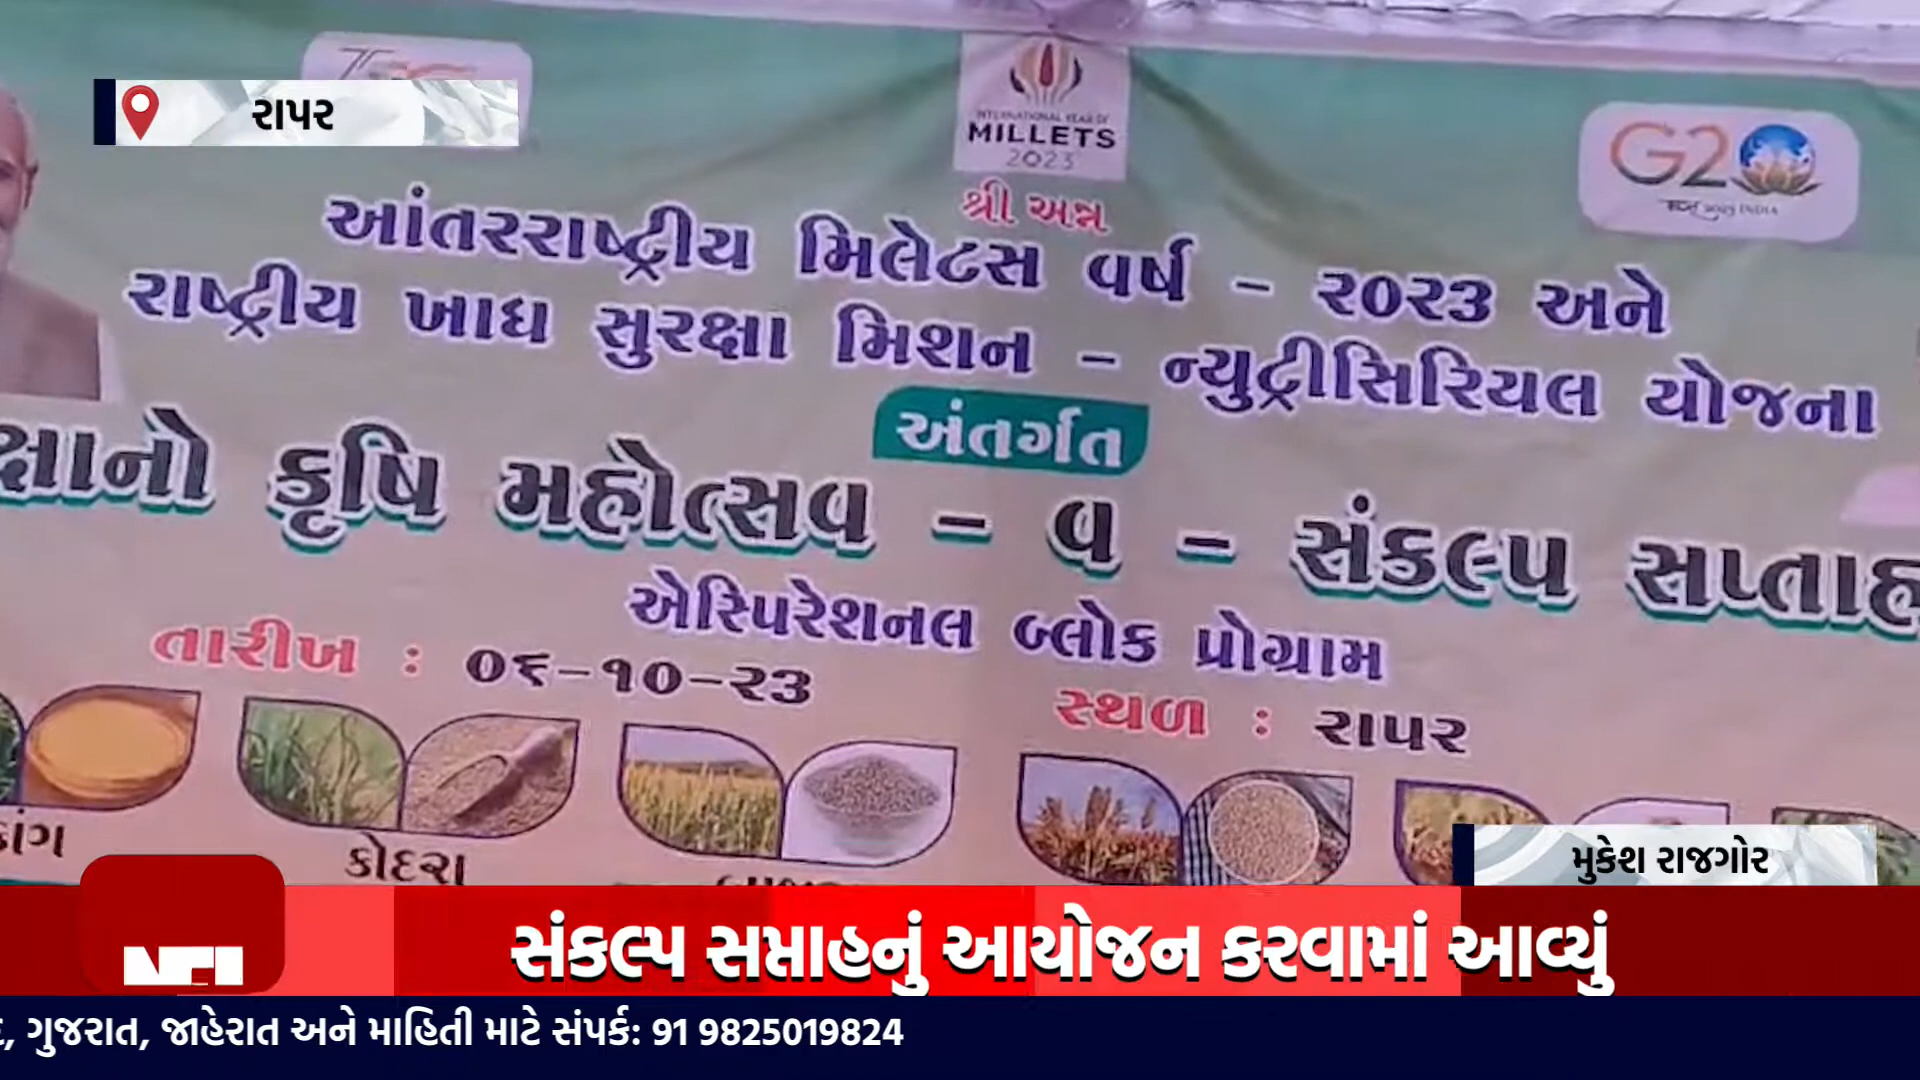 રાપર
INTERNATIONAL YEAR OF
MILLETS
2023
G20
શ્રી અન્ન
આંતરરાષ્ટ્રીય મિલેટસ વર્ષ - ૨૦૨૩ અને
રાષ્ટ્રીય ખાધ સુરક્ષા મિશન - ન્યુટ્રીસિરિયલ યોજના
અંતર્ગત
કૃષિ મહોત્સવ - વ - સંકલ્પ સપ્તાહ
એસ્પિરેશનલ બ્લોક પ્રોગ્રામ
તારીખ : ૦૬-૧૦-૨૩
સ્થળ : રાપર
કોદરા
મુકેશ રાજગોર
સંકલ્પ સપ્તાહનું આયોજન કરવામાં આવ્યું
, ગુજરાત, જાહેરાત અને માહિતી માટે સંપર્ક: 91 9825019824